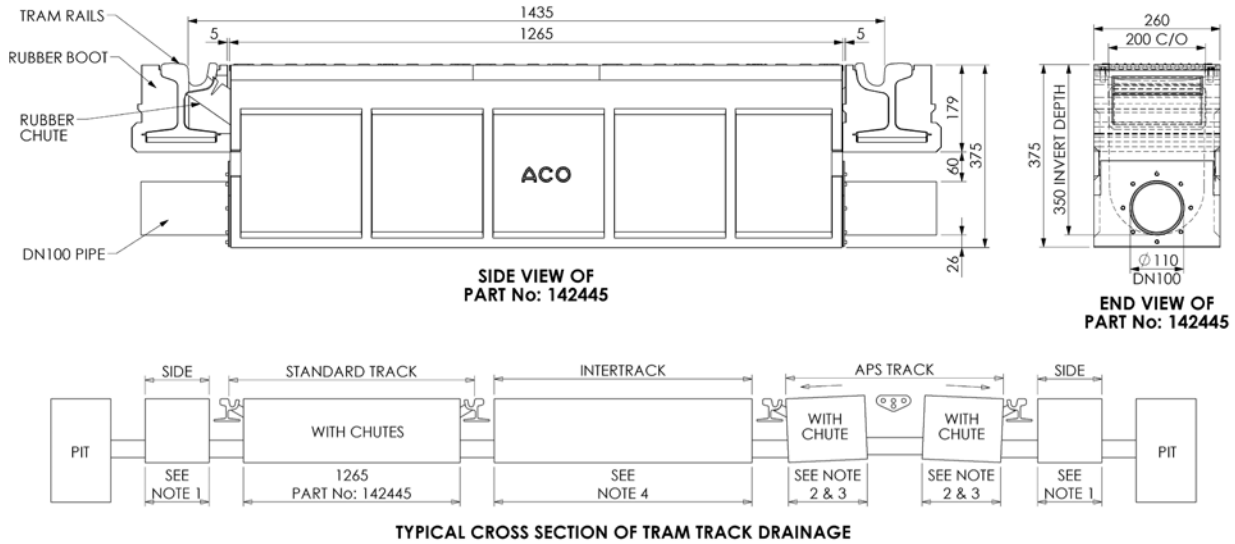 TRAM RAILS
1435
5
1265
5
RUBBER BOOT
RUBBER
CHUTE
DN100 PIPE
179
60
26
375
ACO
SIDE VIEW OF
PART No: 142445
260
200 C/O
375
350 INVERT DEPTH
Ø 110
DN100
END VIEW OF
PART No: 142445
SIDE
STANDARD TRACK
INTERTRACK
APS TRACK
SIDE
PIT
WITH CHUTES
WITH
CHUTE
WITH
CHUTE
PIT
SEE
NOTE 1
1265
PART No: 142445
SEE
NOTE 4
SEE NOTE
2 & 3
SEE NOTE
2 & 3
SEE
NOTE 1
TYPICAL CROSS SECTION OF TRAM TRACK DRAINAGE